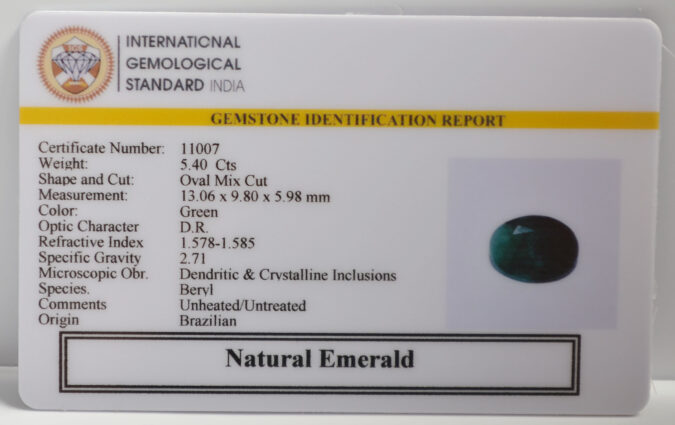 INTERNATIONAL
GEMOLOGICAL
STANDARD INDIA
GEMSTONE IDENTIFICATION REPORT
Certificate Number: 11007
Weight: 5.40 Cts
Shape and Cut: Oval Mix Cut
Measurement: 13.06 x 9.80 x 5.98 mm
Color: Green
Optic Character D.R.
Refractive Index 1.578-1.585
Specific Gravity 2.71
Microscopic Obr. Dendritic & Crystalline Inclusions
Species. Beryl
Comments Unheated/Untreated
Origin Brazilian
Natural Emerald